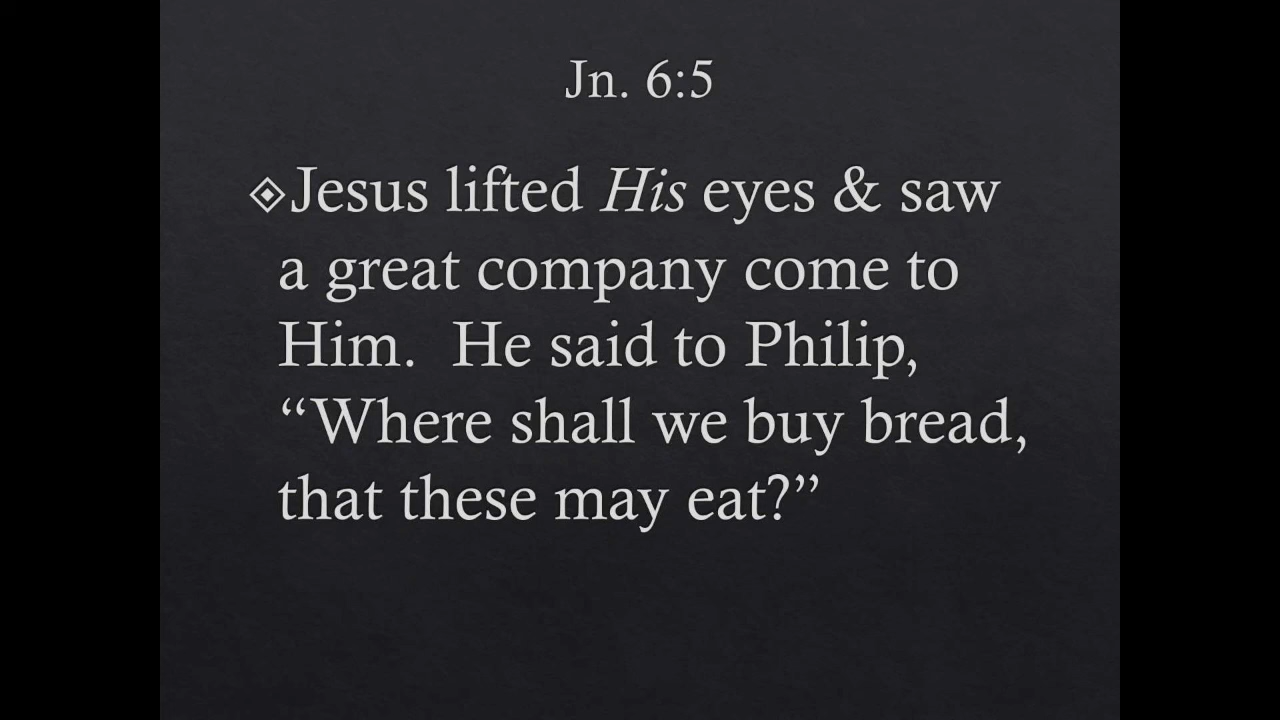 Jn. 6:5
Jesus lifted His eyes & saw
a great company come to
Him.  He said to Philip,
“Where shall we buy bread,
that these may eat?”